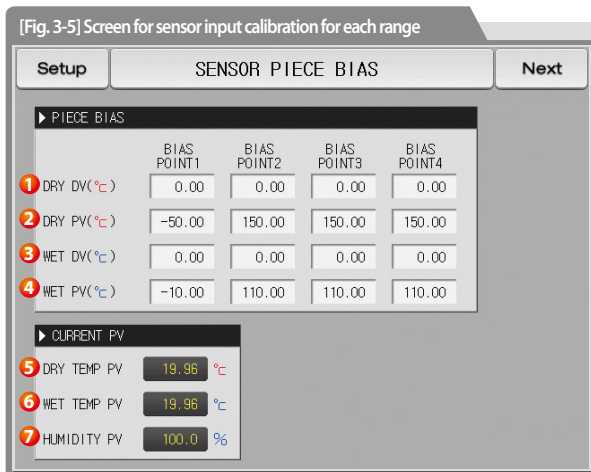 [Fig. 3-5] Screen for sensor input calibration for each range
Setup SENSOR PIECE BIAS Next
▶ PIECE BIAS
BIAS POINT1 BIAS POINT2 BIAS POINT3 BIAS POINT4
1 DRY DV(℃) 0.00 0.00 0.00 0.00
2 DRY PV(℃) -50.00 150.00 150.00 150.00
3 WET DV(℃) 0.00 0.00 0.00 0.00
4 WET PV(℃) -10.00 110.00 110.00 110.00
▶ CURRENT PV
5 DRY TEMP PV 19.96 ℃
6 WET TEMP PV 19.96 ℃
7 HUMIDITY PV 100.0 %